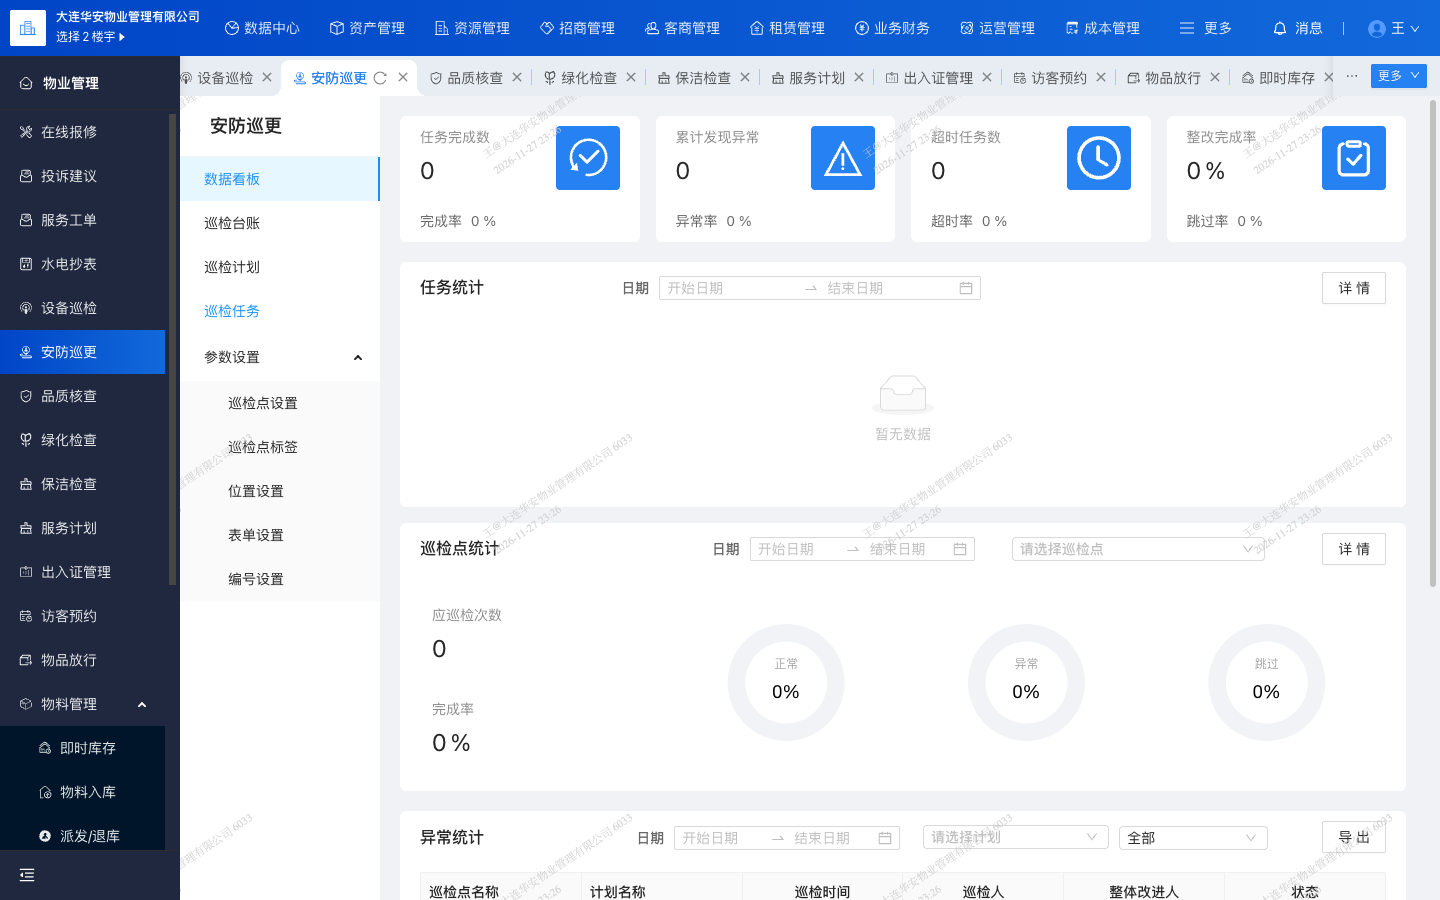 大连华安物业管理有限公司
选择 2 楼宇
数据中心
资产管理
资源管理
招商管理
客商管理
租赁管理
业务财务
运营管理
成本管理
更多
消息
王
物业管理
在线报修
投诉建议
服务工单
水电抄表
设备巡检
安防巡更
品质核查
绿化检查
保洁检查
服务计划
出入证管理
访客预约
物品放行
物料管理
即时库存
物料入库
派发/退库
设备巡检
安防巡更
品质核查
绿化检查
保洁检查
服务计划
出入证管理
访客预约
物品放行
即时库存
更多
安防巡更
数据看板
巡检台账
巡检计划
巡检任务
参数设置
巡检点设置
巡检点标签
位置设置
表单设置
编号设置
任务完成数
0
完成率 0 %
累计发现异常
0
异常率 0 %
超时任务数
0
超时率 0 %
整改完成率
0 %
跳过率 0 %
任务统计
日期
开始日期
结束日期
详 情
暂无数据
巡检点统计
日期
开始日期
结束日期
请选择巡检点
详 情
应巡检次数
0
完成率
0 %
正常
0%
异常
0%
跳过
0%
异常统计
日期
开始日期
结束日期
请选择计划
全部
导 出
巡检点名称
计划名称
巡检时间
巡检人
整体改进人
状态
王@大连华安物业管理有限公司 6033
2026-11-27 23:26